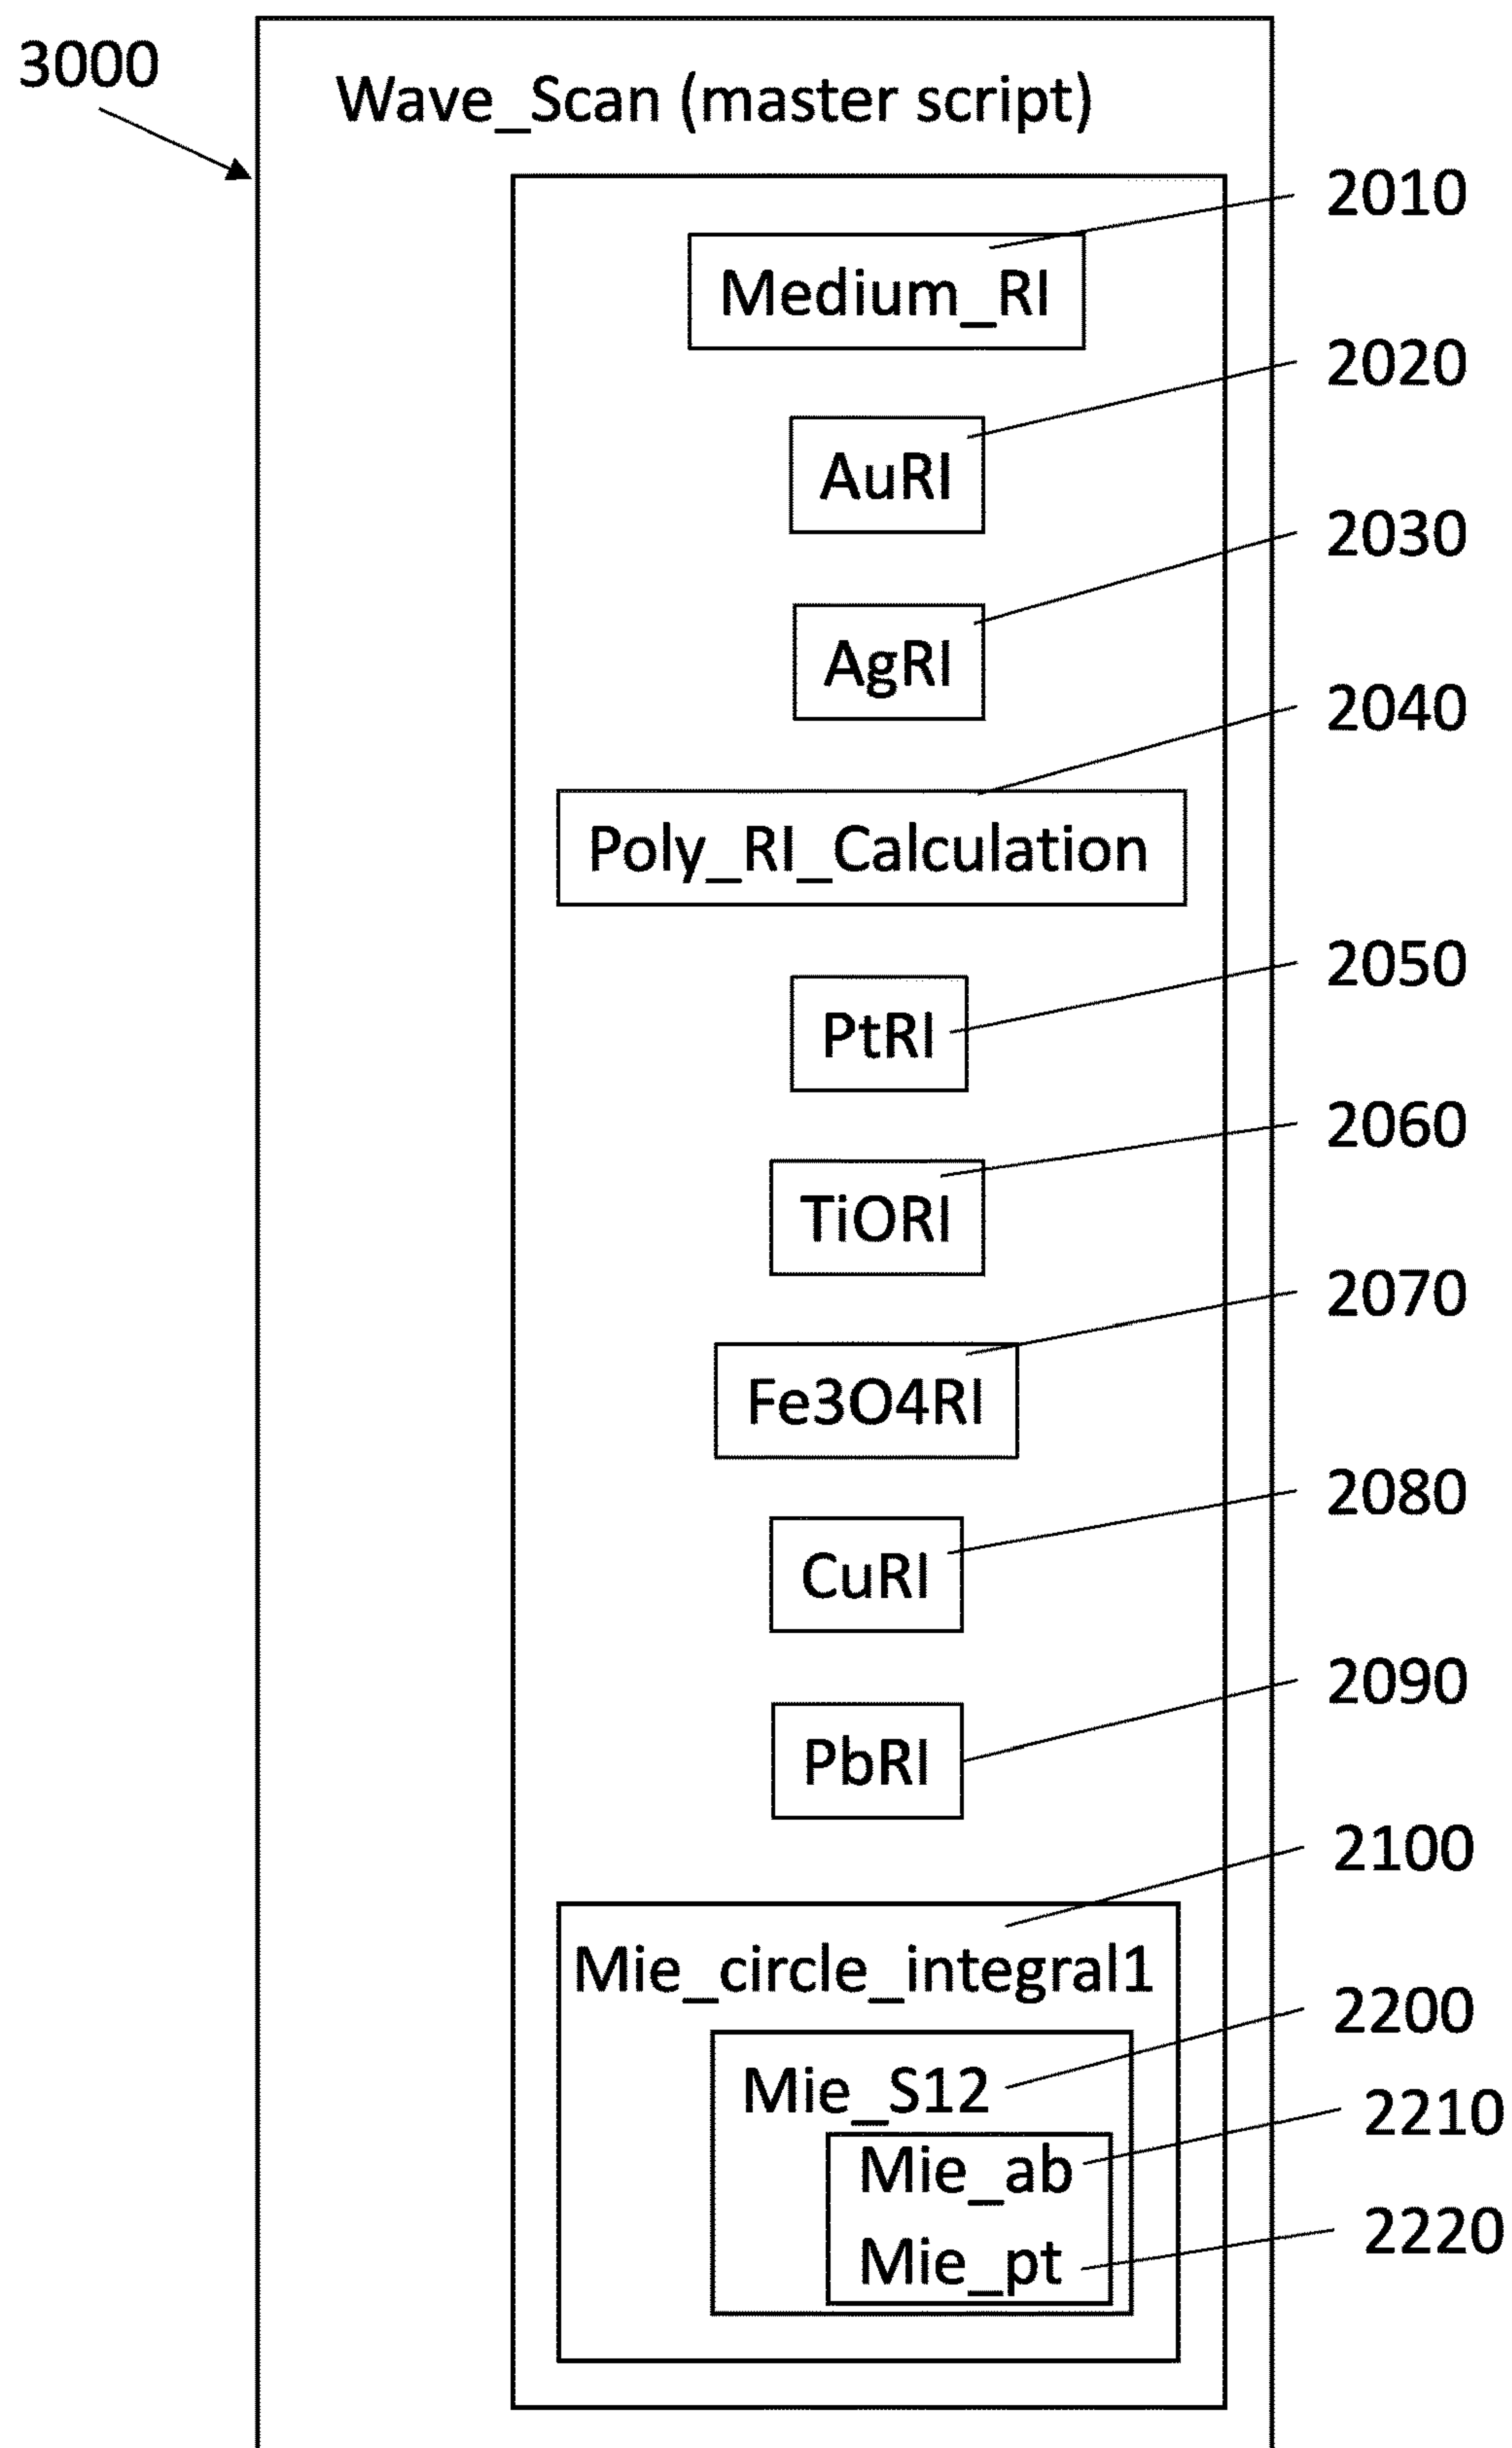 3000
Wave_Scan (master script)
2010
Medium_RI
2020
AuRI
2030
AgRI
2040
Poly_RI_Calculation
2050
PtRI
2060
TiORI
2070
Fe3O4RI
2080
CuRI
2090
PbRI
2100
Mie_circle_integral1
2200
Mie_S12
2210
Mie_ab
2220
Mie_pt